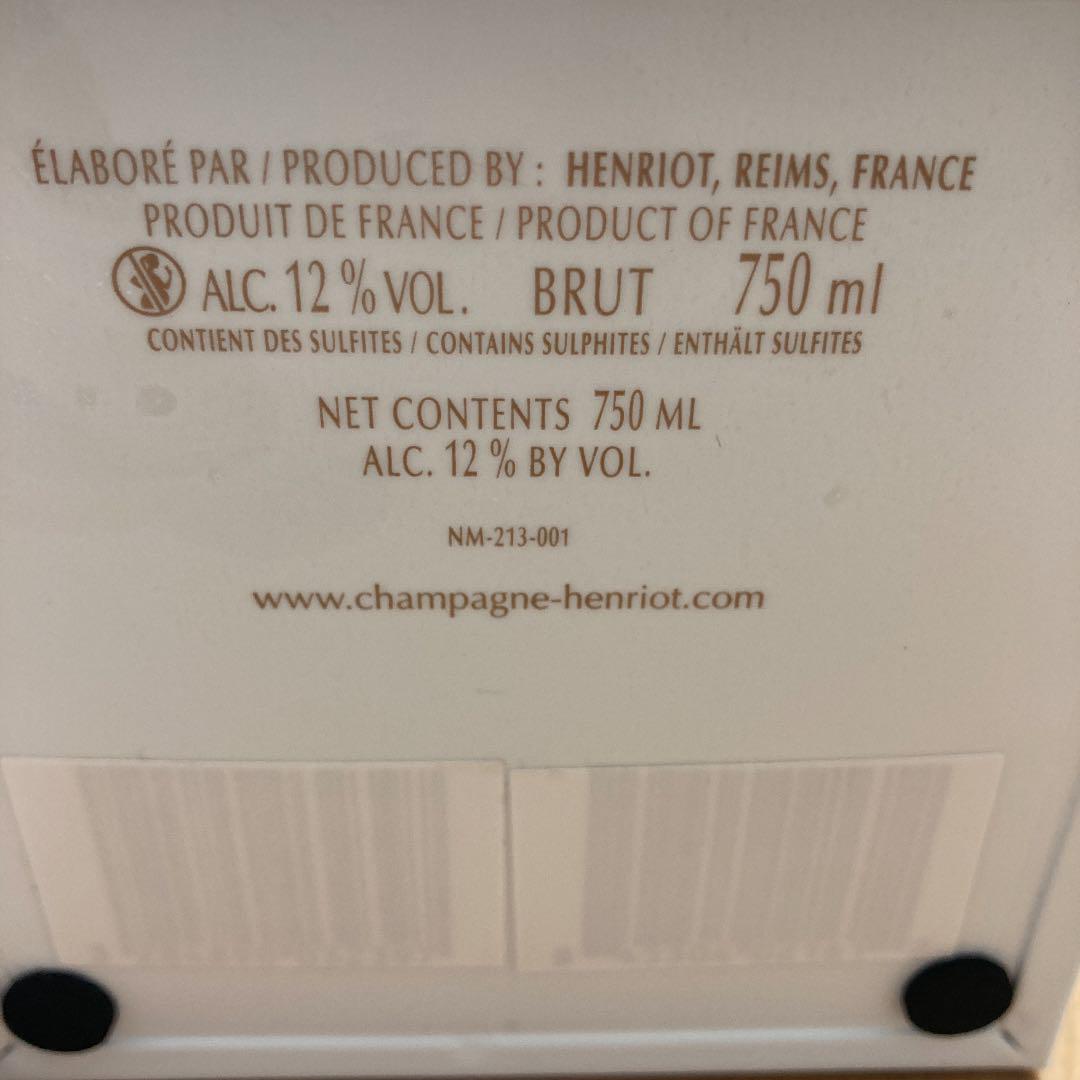 ÉLABORÉ PAR / PRODUCED BY : HENRIOT, REIMS, FRANCE
PRODUIT DE FRANCE / PRODUCT OF FRANCE
ALC. 12 % VOL. BRUT 750 ml
CONTIENT DES SULFITES / CONTAINS SULPHITES / ENTHÄLT SULFITES
NET CONTENTS 750 ML
ALC. 12 % BY VOL.
NM-213-001
www.champagne-henriot.com